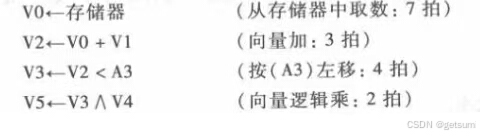 V0←存储器 (从存储器中取数：7 拍)
V2←V0 + V1 (向量加：3 拍)
V3←V2 < A3 (按(A3)左移：4 拍)
V5←V3 ∧ V4 (向量逻辑乘：2 拍)
CSDN @getsum